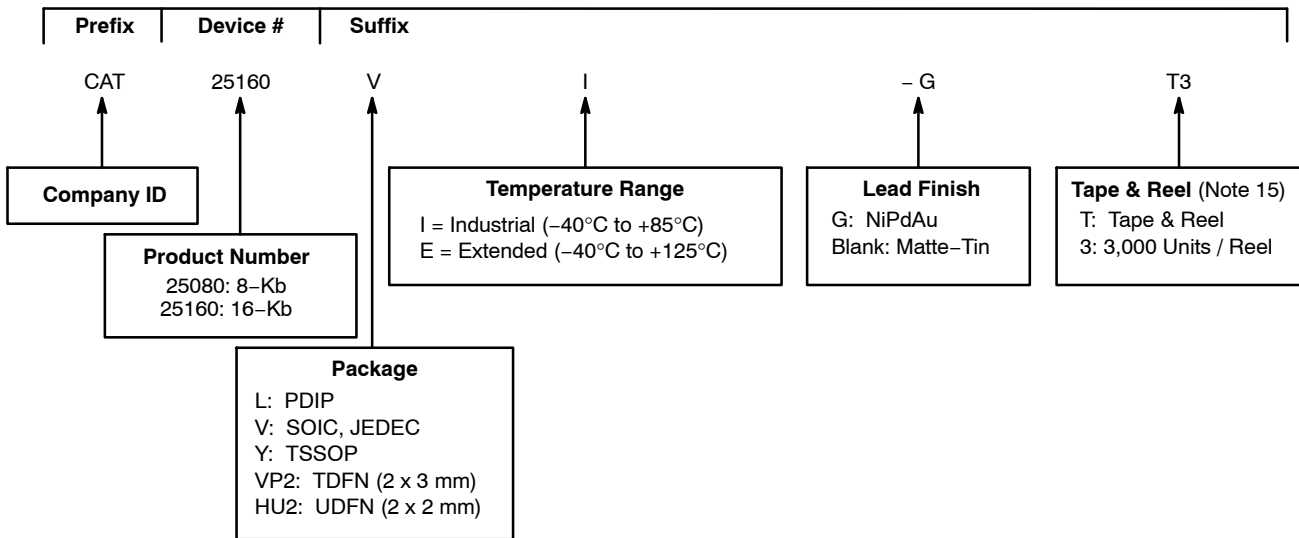 Prefix Device # Suffix
CAT 25160 V I – G T3
Company ID
Product Number
25080: 8–Kb
25160: 16–Kb
Package
L: PDIP
V: SOIC, JEDEC
Y: TSSOP
VP2: TDFN (2 x 3 mm)
HU2: UDFN (2 x 2 mm)
Temperature Range
I = Industrial (–40°C to +85°C)
E = Extended (–40°C to +125°C)
Lead Finish
G: NiPdAu
Blank: Matte–Tin
Tape & Reel (Note 15)
T: Tape & Reel
3: 3,000 Units / Reel